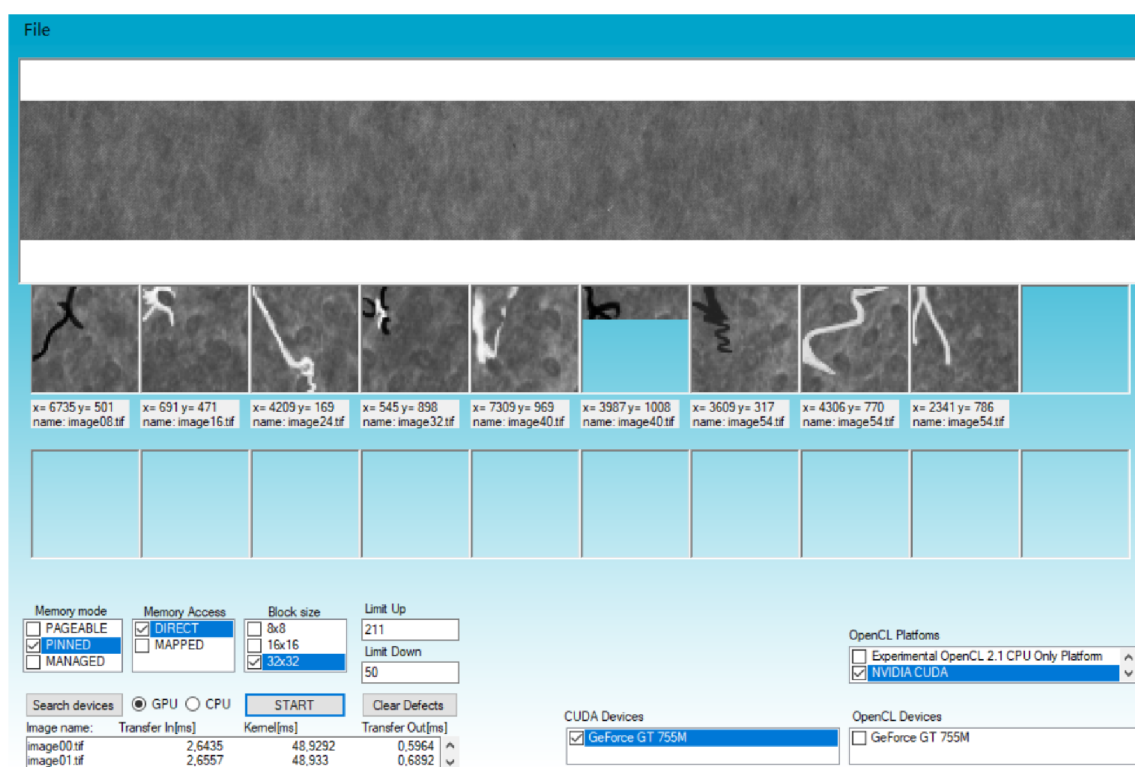 File
x= 6735 y= 501
name: image08.tif
x= 691 y= 471
name: image16.tif
x= 4209 y= 169
name: image24.tif
x= 545 y= 898
name: image32.tif
x= 7309 y= 969
name: image40.tif
x= 3987 y= 1008
name: image40.tif
x= 3609 y= 317
name: image54.tif
x= 4306 y= 770
name: image54.tif
x= 2341 y= 786
name: image54.tif
Memory mode
PAGEABLE
PINNED
MANAGED
Memory Access
DIRECT
MAPPED
Block size
8x8
16x16
32x32
Limit Up
211
Limit Down
50
OpenCL Platfoms
Experimental OpenCL 2.1 CPU Only Platform
NVIDIA CUDA
Search devices GPU CPU START Clear Defects
Image name: Transfer In[ms] Kernel[ms] Transfer Out[ms]
image00.tif 2,6435 48,9292 0,5964
image01.tif 2,6557 48,933 0,6892
CUDA Devices
GeForce GT 755M
OpenCL Devices
GeForce GT 755M